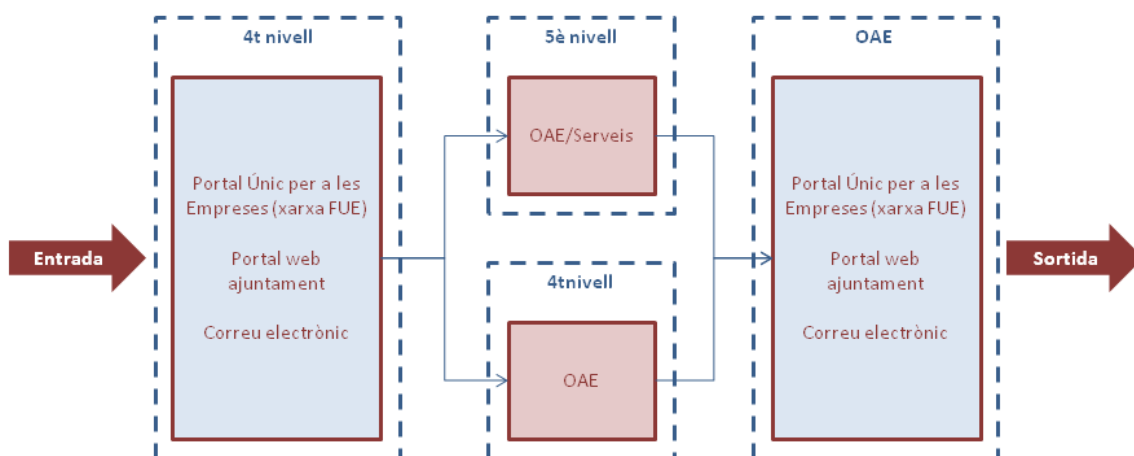 4t nivell
5è nivell
OAE
Entrada
Portal Únic per a les
Empreses (xarxa FUE)
Portal web
ajuntament
Correu electrònic
OAE/Serveis
4tnivell
OAE
Portal Únic per a les
Empreses (xarxa FUE)
Portal web
ajuntament
Correu electrònic
Sortida